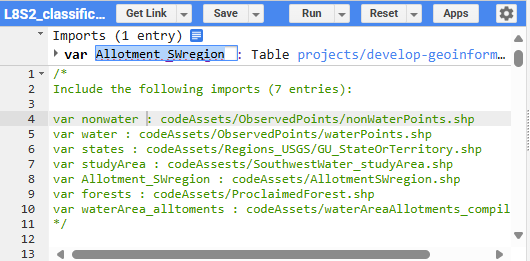 L8S2_classific... Get Link Save Run Reset Apps
Imports (1 entry)
var Allotment_SWregion : Table projects/develop-geoinform…
1 /*
2 Include the following imports (7 entries):
3
4 var nonwater : codeAssets/ObservedPoints/nonWaterPoints.shp
5 var water : codeAssets/ObservedPoints/waterPoints.shp
6 var states : codeAssets/Regions_USGS/GU_StateOrTerritory.shp
7 var studyArea : codeAssests/SouthwestWater_studyArea.shp
8 var Allotment_SWregion : codeAssets/AllotmentSWregion.shp
9 var forests : codeAssets/ProclaimedForest.shp
10 var waterArea_alltoments : codeAssets/waterAreaAllotments_compil
11 */
12
13